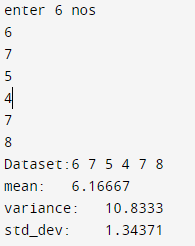 enter 6 nos
6
7
5
4
7
8
Dataset:6 7 5 4 7 8
mean:   6.16667
variance:   10.8333
std_dev:   1.34371